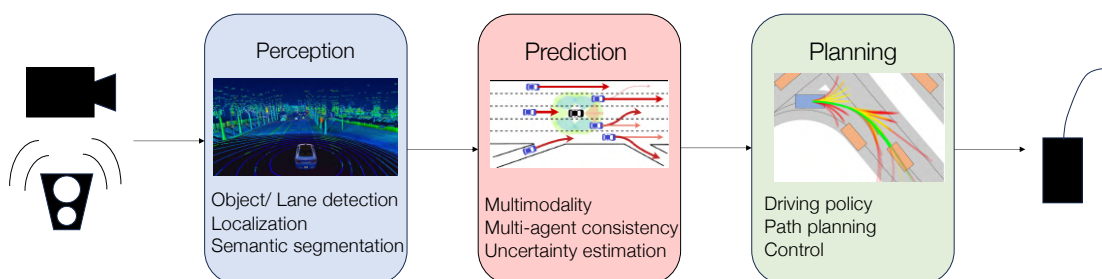 Perception
Object/ Lane detection
Localization
Semantic segmentation
Prediction
Multimodality
Multi-agent consistency
Uncertainty estimation
Planning
Driving policy
Path planning
Control